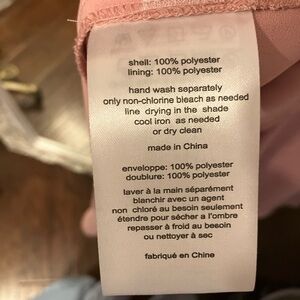 shell: 100% polyester
lining: 100% polyester
hand wash separately
only non-chlorine bleach as needed
line drying in the shade
cool iron as needed
or dry clean
made in China
enveloppe: 100% polyester
doublure: 100% polyester
laver à la main séparément
blanchir avec un agent
non chloré au besoin seulement
étendre pour sécher a l'ombre
repasser à froid au besoin
ou nettoyer à sec
fabriqué en Chine